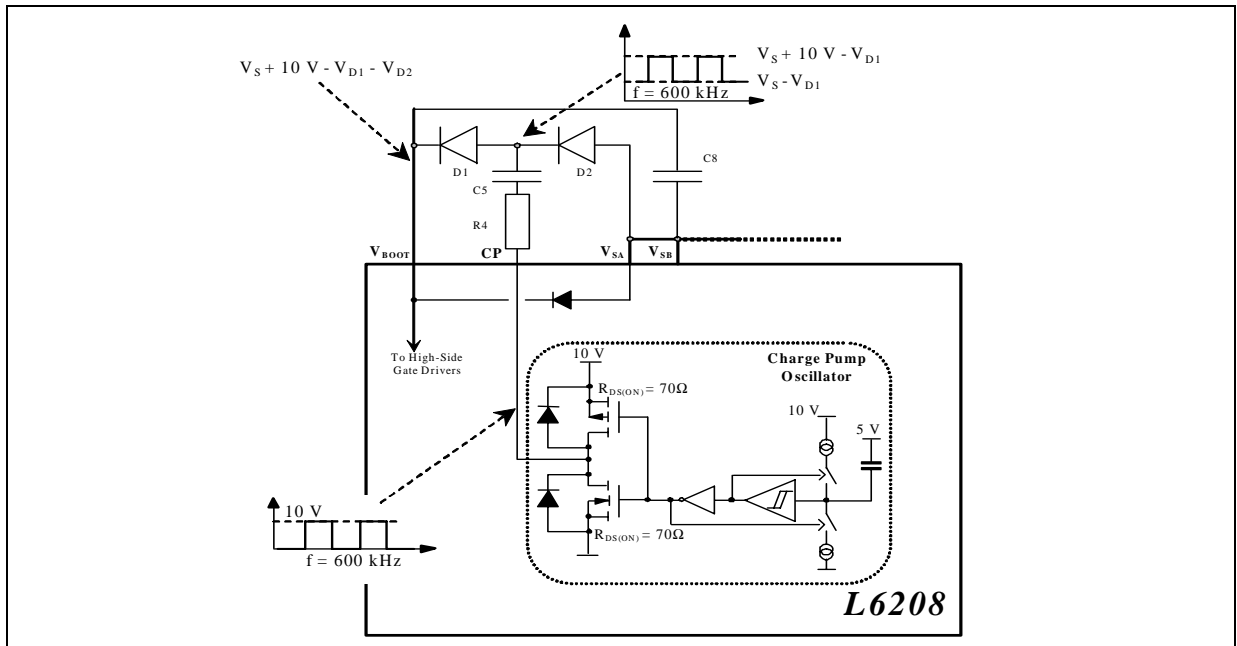 V_S + 10 V - V_D1
V_S + 10 V - V_D1 - V_D2
V_S - V_D1
f = 600 kHz
C8
D1
D2
C5
R4
V_BOOT
CP
V_SA
V_SB
To High-Side
Gate Drivers
10 V
Charge Pump
Oscillator
R_DS(ON) = 70Ω
10 V
5 V
10 V
R_DS(ON) = 70Ω
f = 600 kHz
L6208